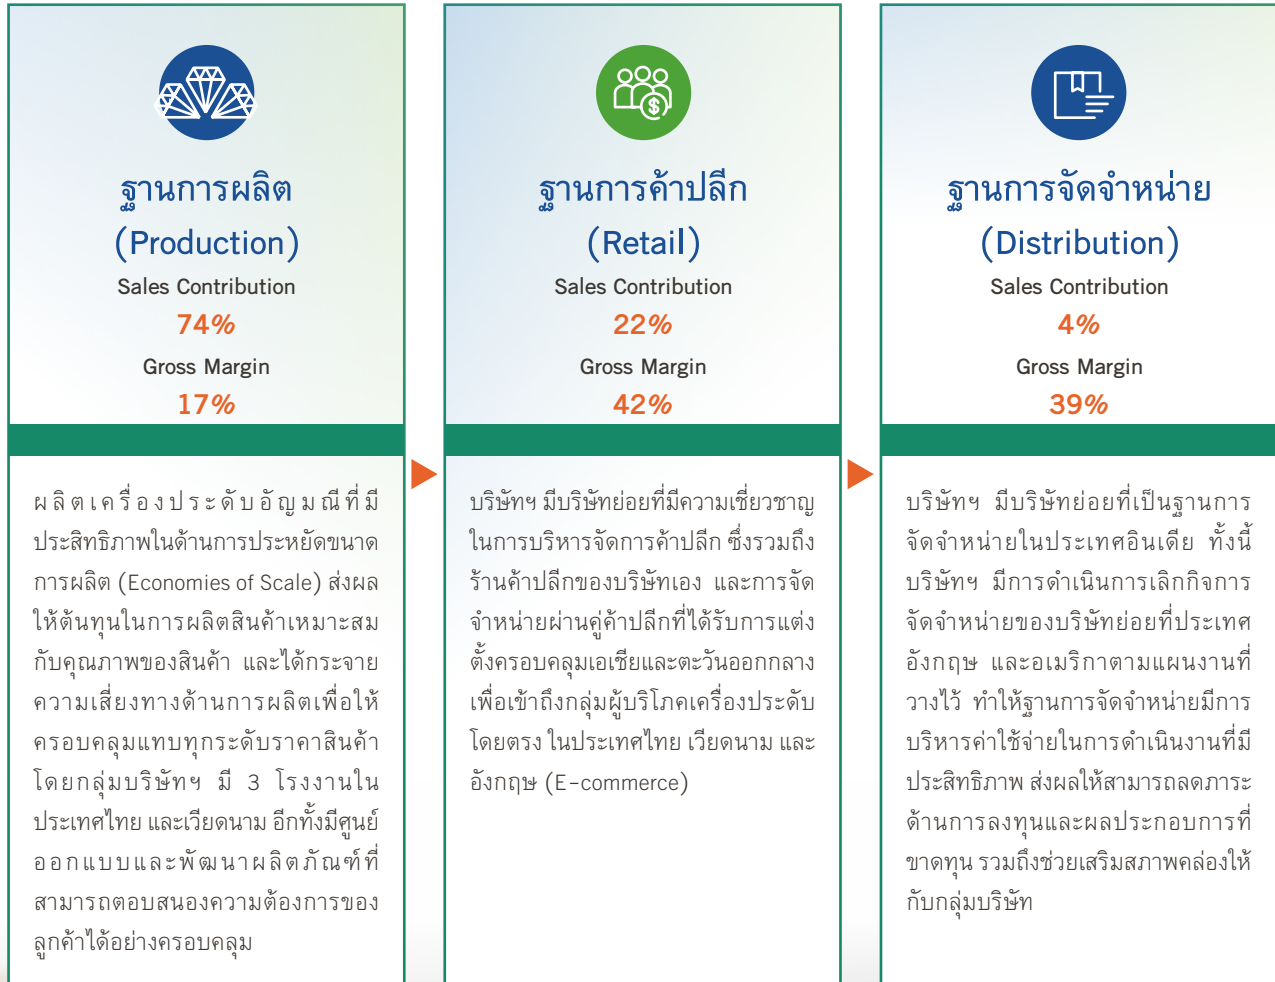 ฐานการผลิต
(Production)
Sales Contribution
74%
Gross Margin
17%
ผลิตเครื่องประดับอัญมณีที่มี
ประสิทธิภาพในด้านการประหยัดขนาด
การผลิต (Economies of Scale) ส่งผล
ให้ต้นทุนในการผลิตสินค้าเหมาะสม
กับคุณภาพของสินค้า และได้กระจาย
ความเสี่ยงทางด้านการผลิตเพื่อให้
ครอบคลุมแทบทุกระดับราคาสินค้า
โดยกลุ่มบริษัทฯ มี 3 โรงงานใน
ประเทศไทย และเวียดนาม อีกทั้งมีศูนย์
ออกแบบและพัฒนาผลิตภัณฑ์ที่
สามารถตอบสนองความต้องการของ
ลูกค้าได้อย่างครอบคลุม
ฐานการค้าปลีก
(Retail)
Sales Contribution
22%
Gross Margin
42%
บริษัทฯ มีบริษัทย่อยที่มีความเชี่ยวชาญ
ในการบริหารจัดการค้าปลีก ซึ่งรวมถึง
ร้านค้าปลีกของบริษัทเอง และการจัด
จำหน่ายผ่านคู่ค้าปลีกที่ได้รับการแต่ง
ตั้งครอบคลุมเอเชียและตะวันออกกลาง
เพื่อเข้าถึงกลุ่มผู้บริโภคเครื่องประดับ
โดยตรง ในประเทศไทย เวียดนาม และ
อังกฤษ (E-commerce)
ฐานการจัดจำหน่าย
(Distribution)
Sales Contribution
4%
Gross Margin
39%
บริษัทฯ มีบริษัทย่อยที่เป็นฐานการ
จัดจำหน่ายในประเทศอินเดีย ทั้งนี้
บริษัทฯ มีการดำเนินการเลิกกิจการ
จัดจำหน่ายของบริษัทย่อยที่ประเทศ
อังกฤษ และอเมริกาตามแผนงานที่
วางไว้ ทำให้ฐานการจัดจำหน่ายมีการ
บริหารค่าใช้จ่ายในการดำเนินงานที่มี
ประสิทธิภาพ ส่งผลให้สามารถลดภาระ
ด้านการลงทุนและผลประกอบการที่
ขาดทุน รวมถึงช่วยเสริมสภาพคล่องให้
กับกลุ่มบริษัท